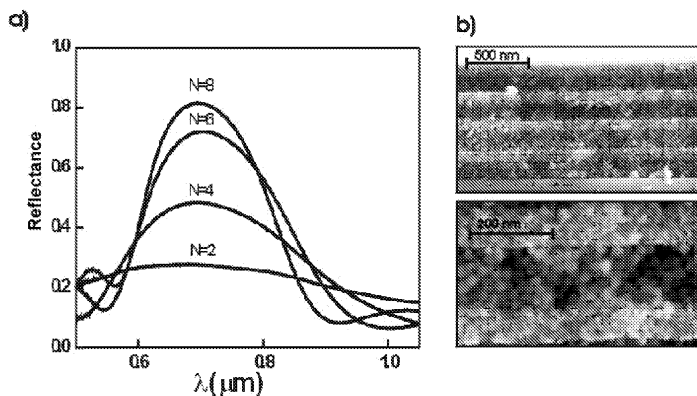 a)
1.0
0.8
0.6
0.4
0.2
0.0
Reflectance
N=8
N=6
N=4
N=2
0.6
0.8
1.0
λ(μm)
b)
500 nm
200 nm